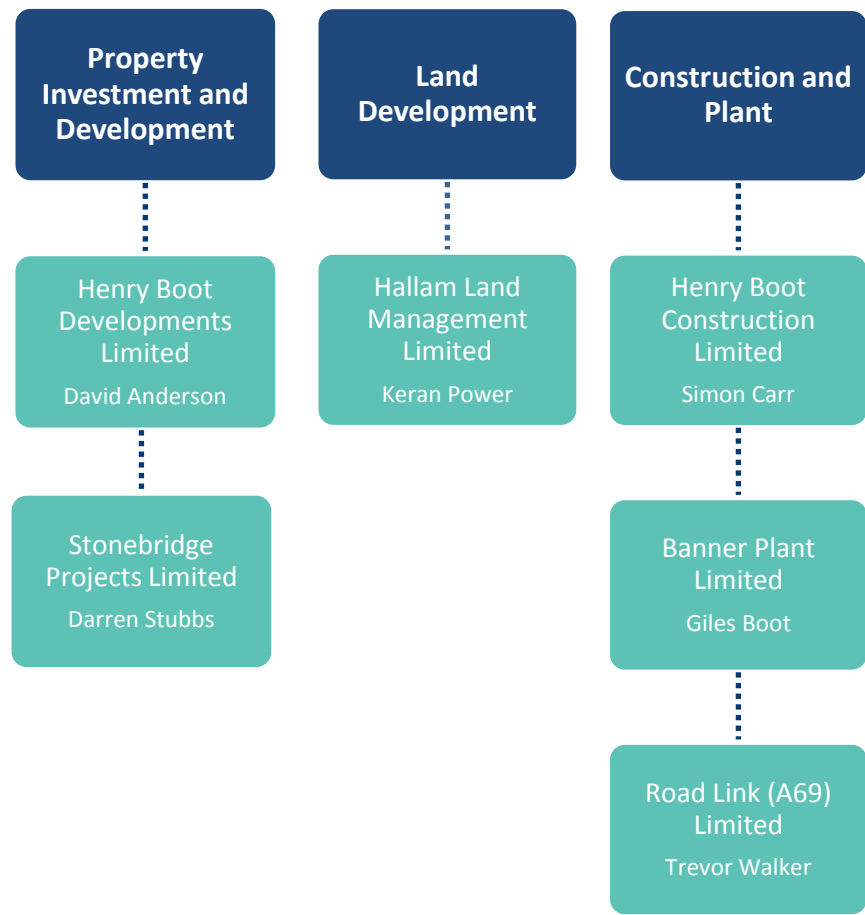 Property
Investment and
Development
Henry Boot
Developments
Limited
David Anderson
Stonebridge
Projects Limited
Darren Stubbs
Land
Development
Hallam Land
Management
Limited
Keran Power
Construction and
Plant
Henry Boot
Construction
Limited
Simon Carr
Banner Plant
Limited
Giles Boot
Road Link (A69)
Limited
Trevor Walker